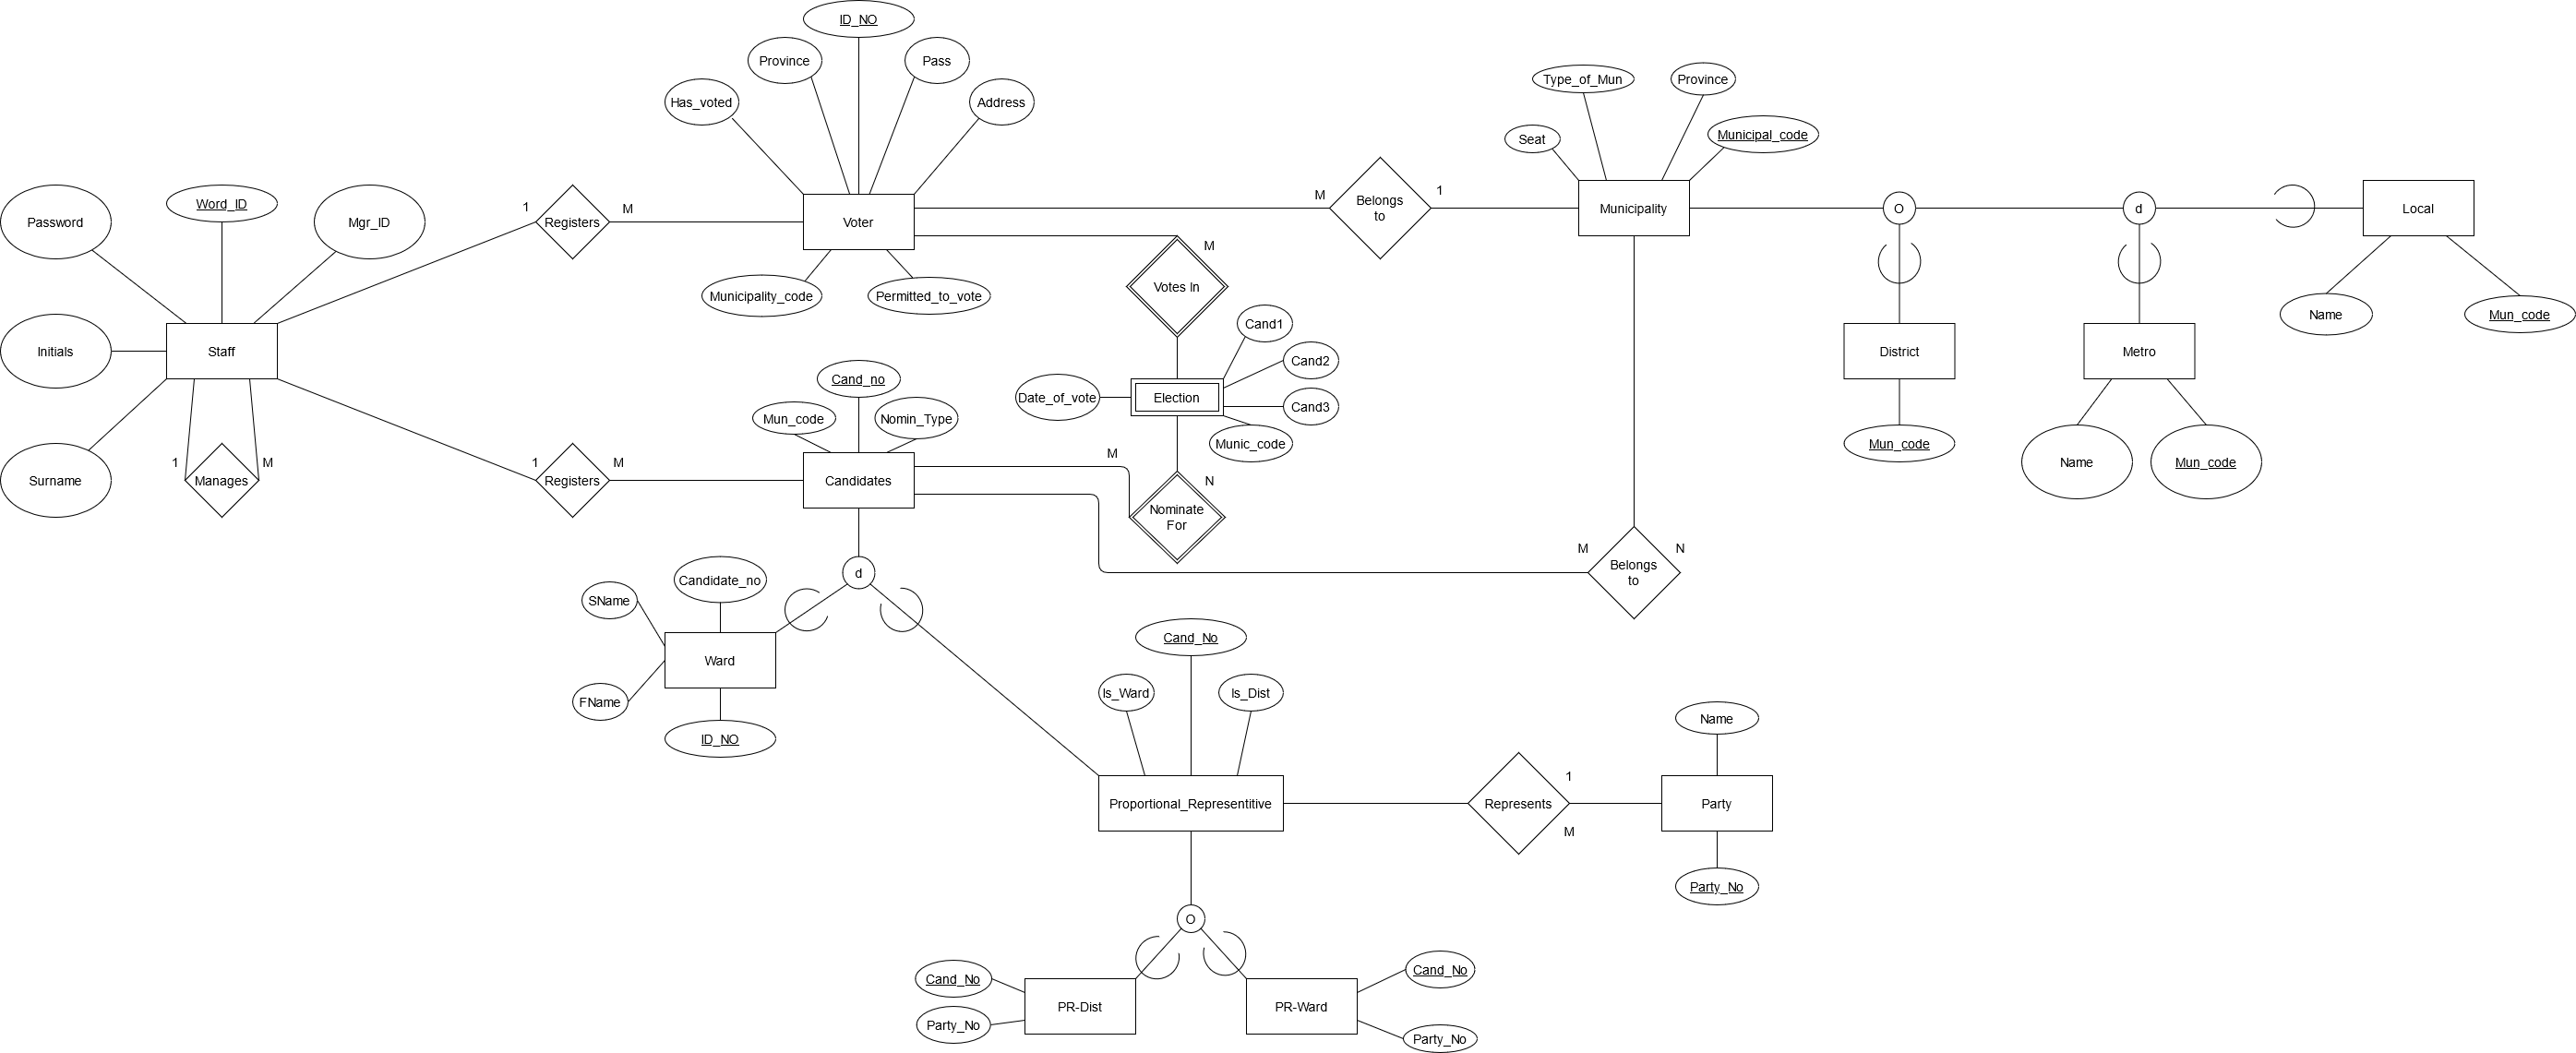 ID_NO
Province
Pass
Has_voted
Address
Type_of_Mun
Province
Seat
Municipal_code
Password
Word_ID
Mgr_ID
1
Registers
M
Voter
M
Belongs
to
1
Municipality
O
d
Local
M
Votes In
Municipality_code
Permitted_to_vote
Name
Mun_code
Initials
Staff
Cand1
Cand2
Cand3
Date_of_vote
Election
Munic_code
District
Metro
Mun_code
Name
Mun_code
Cand_no
Mun_code
Nomin_Type
Surname
1
Manages
M
1
Registers
M
Candidates
M
N
Nominate
For
M
N
Belongs
to
d
SName
Candidate_no
Ward
FName
ID_NO
Cand_No
Is_Ward
Is_Dist
Name
Proportional_Representitive
Represents
1
M
Party
Party_No
O
Cand_No
Party_No
PR-Dist
PR-Ward
Cand_No
Party_No